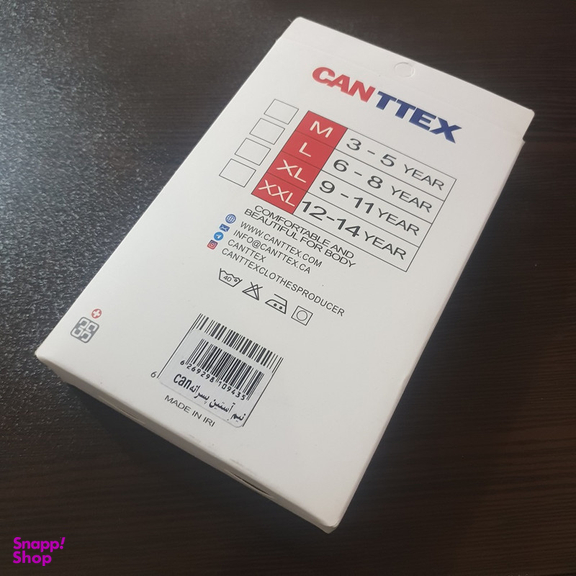 CANTTEX
M 3 - 5 YEAR
L 6 - 8 YEAR
XL 9 - 11 YEAR
XXL 12-14 YEAR
COMFORTABLE AND
BEAUTIFUL FOR BODY
WWW.CANTTEX.COM
INFO@CANTTEX.CA
CANTTEX
CANTTEXCLOTHESPRODUCER
40°
6 269298 109435
نیم آستین پسرانه can
6
MADE IN IRI
Snapp!
Shop